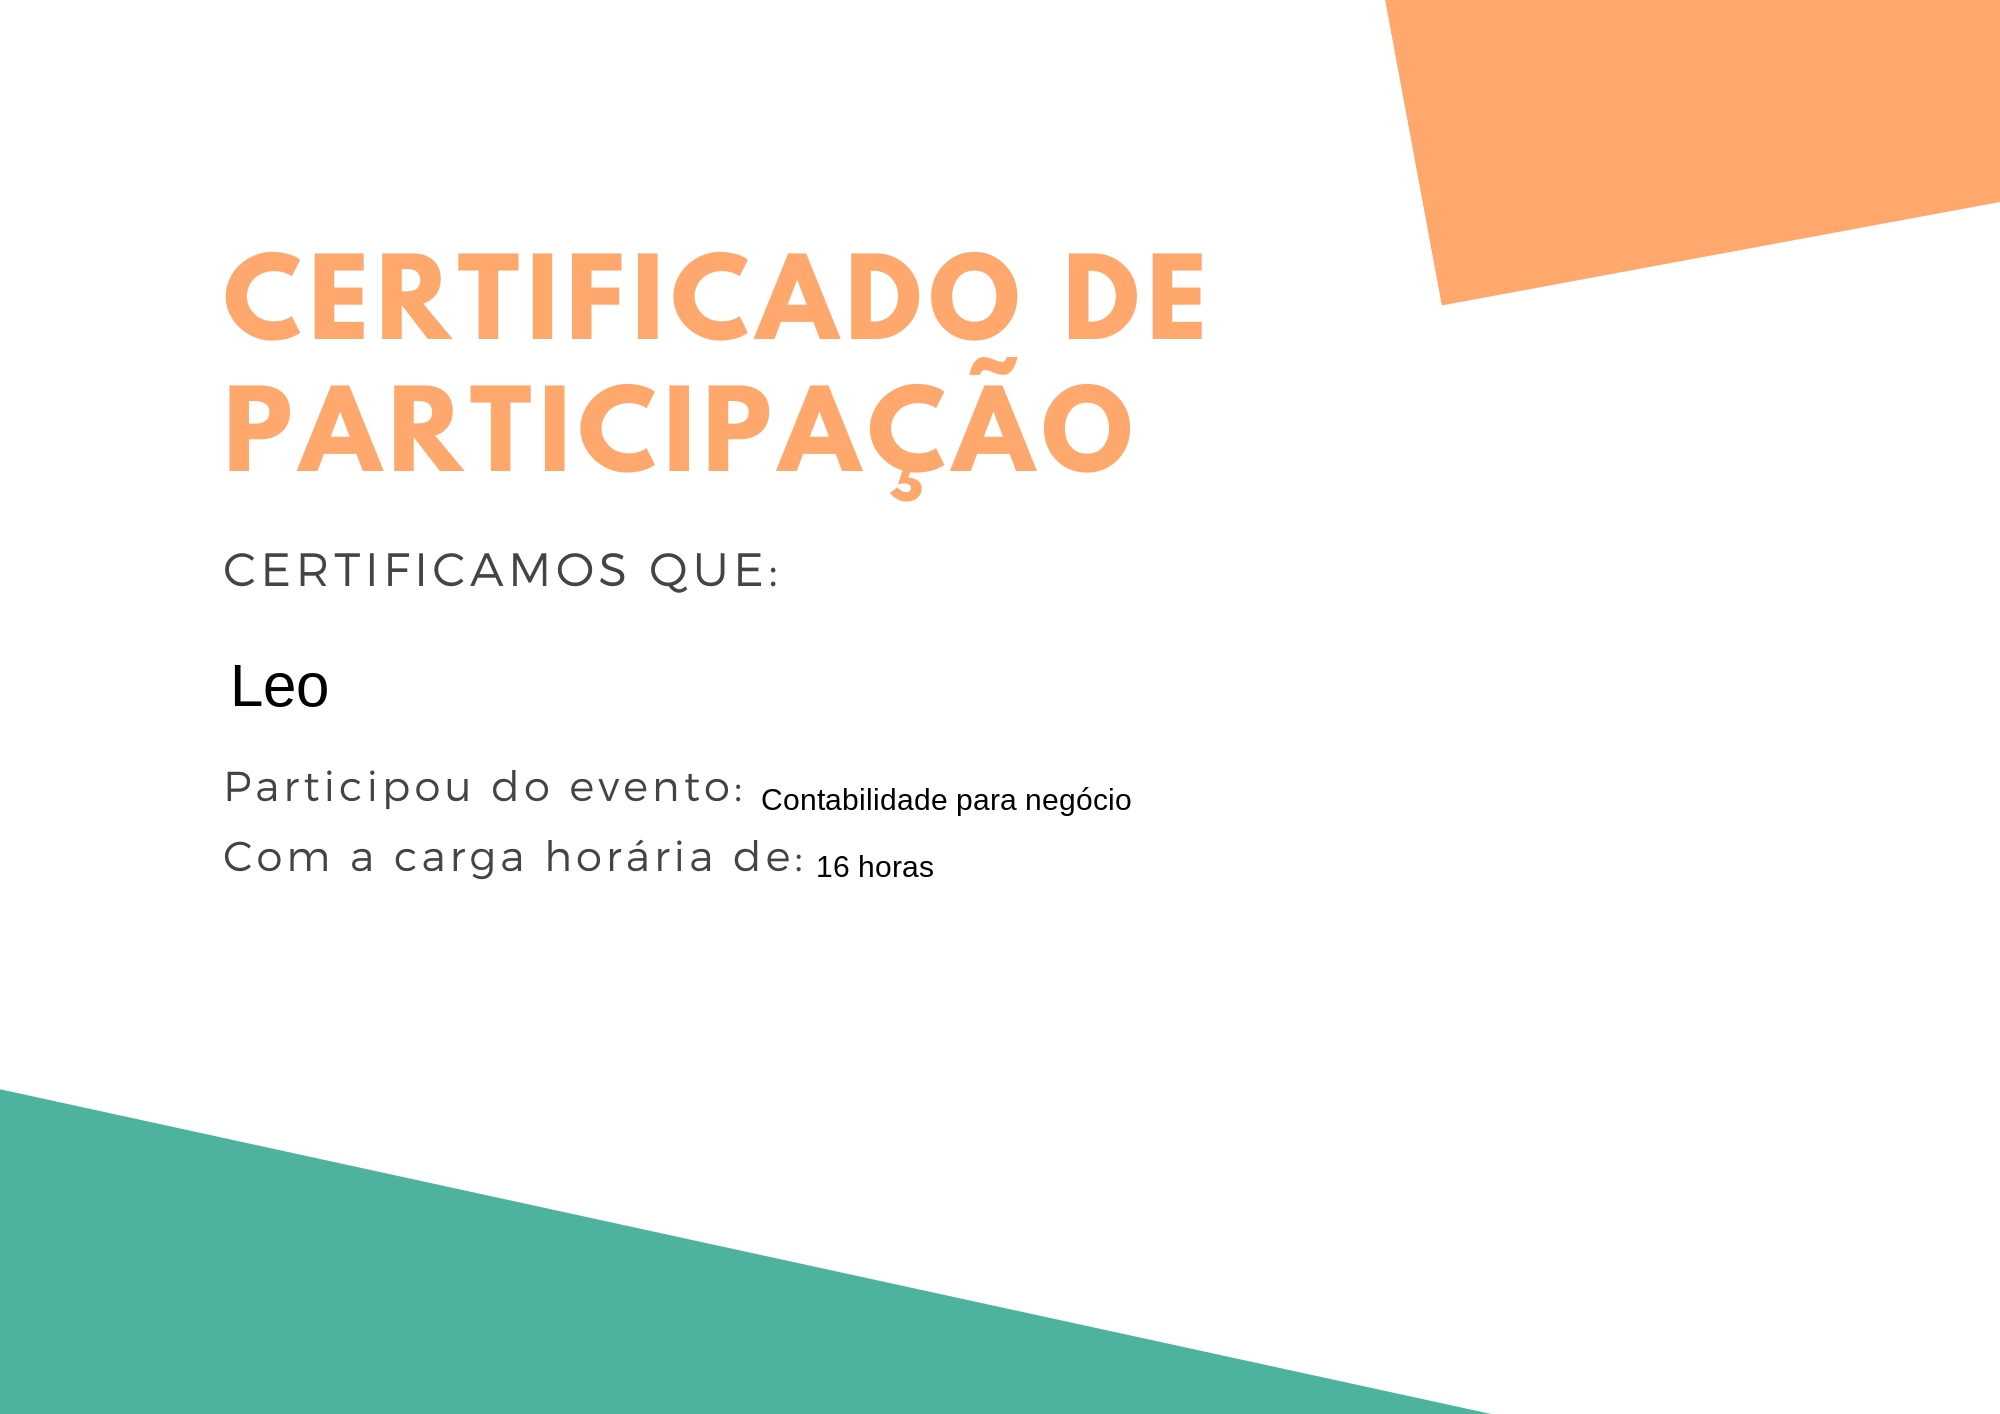 CERTIFICADO DE
PARTICIPAÇÃO
CERTIFICAMOS QUE:
Leo
Participou do evento: Contabilidade para negócio
Com a carga horária de: 16 horas